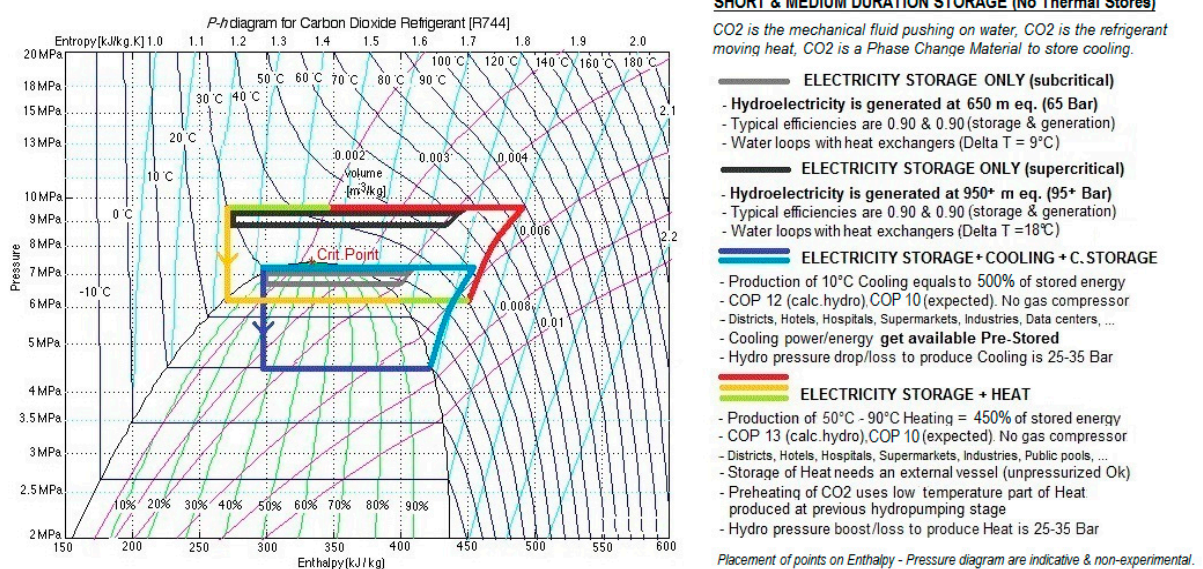 P-h diagram for Carbon Dioxide Refrigerant [R744]
Entropy [kJ/kg.K] 1.0 1.1 1.2 1.3 1.4 1.5 1.6 1.7 1.8 1.9 2.0
20 MPa
18 MPa
15 MPa
13 MPa
10 MPa
9 MPa
8 MPa
7 MPa
6 MPa
5 MPa
4 MPa
3.5 MPa
3 MPa
2.5 MPa
2 MPa
Pressure
100°C 120°C 140°C 160°C 180°C
50°C 60°C 70°C 80°C 90°C
30°C 40°C
20°C
10°C
0°C
-10°C
2.1
2.2
0.002 0.003 0.004
volume
[m³/kg]
0.006
Crit.Point
0.008 0.01
10% 20% 30% 40% 50% 60% 70% 80% 90%
150 200 250 300 350 400 450 500 550 600
Enthalpy [kJ / kg]
SHORT & MEDIUM DURATION STORAGE (No Thermal Stores)
CO2 is the mechanical fluid pushing on water, CO2 is the refrigerant
moving heat, CO2 is a Phase Change Material to store cooling.
ELECTRICITY STORAGE ONLY (subcritical)
- Hydroelectricity is generated at 650 m eq. (65 Bar)
- Typical efficiencies are 0.90 & 0.90 (storage & generation)
- Water loops with heat exchangers (Delta T = 9°C)
ELECTRICITY STORAGE ONLY (supercritical)
- Hydroelectricity is generated at 950+ m eq. (95+ Bar)
- Typical efficiencies are 0.90 & 0.90 (storage & generation)
- Water loops with heat exchangers (Delta T =18°C)
ELECTRICITY STORAGE + COOLING + C. STORAGE
- Production of 10°C Cooling equals to 500% of stored energy
- COP 12 (calc.hydro), COP 10 (expected). No gas compressor
- Districts, Hotels, Hospitals, Supermarkets, Industries, Data centers, ...
- Cooling power/energy get available Pre-Stored
- Hydro pressure drop/loss to produce Cooling is 25-35 Bar
ELECTRICITY STORAGE + HEAT
- Production of 50°C - 90°C Heating = 450% of stored energy
- COP 13 (calc.hydro), COP 10 (expected). No gas compressor
- Districts, Hotels, Hospitals, Supermarkets, Industries, Public pools, ...
- Storage of Heat needs an external vessel (unpressurized Ok)
- Preheating of CO2 uses low temperature part of Heat
produced at previous hydropumping stage
- Hydro pressure boost/loss to produce Heat is 25-35 Bar
Placement of points on Enthalpy - Pressure diagram are indicative & non-experimental.